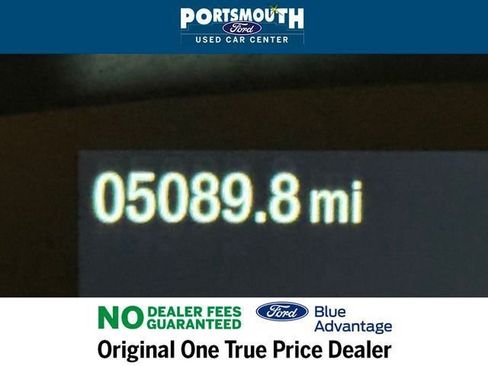 PORTSMOUTH
Ford
USED CAR CENTER
05089.8 mi
NO DEALER FEES GUARANTEED
Ford Blue Advantage
Original One True Price Dealer